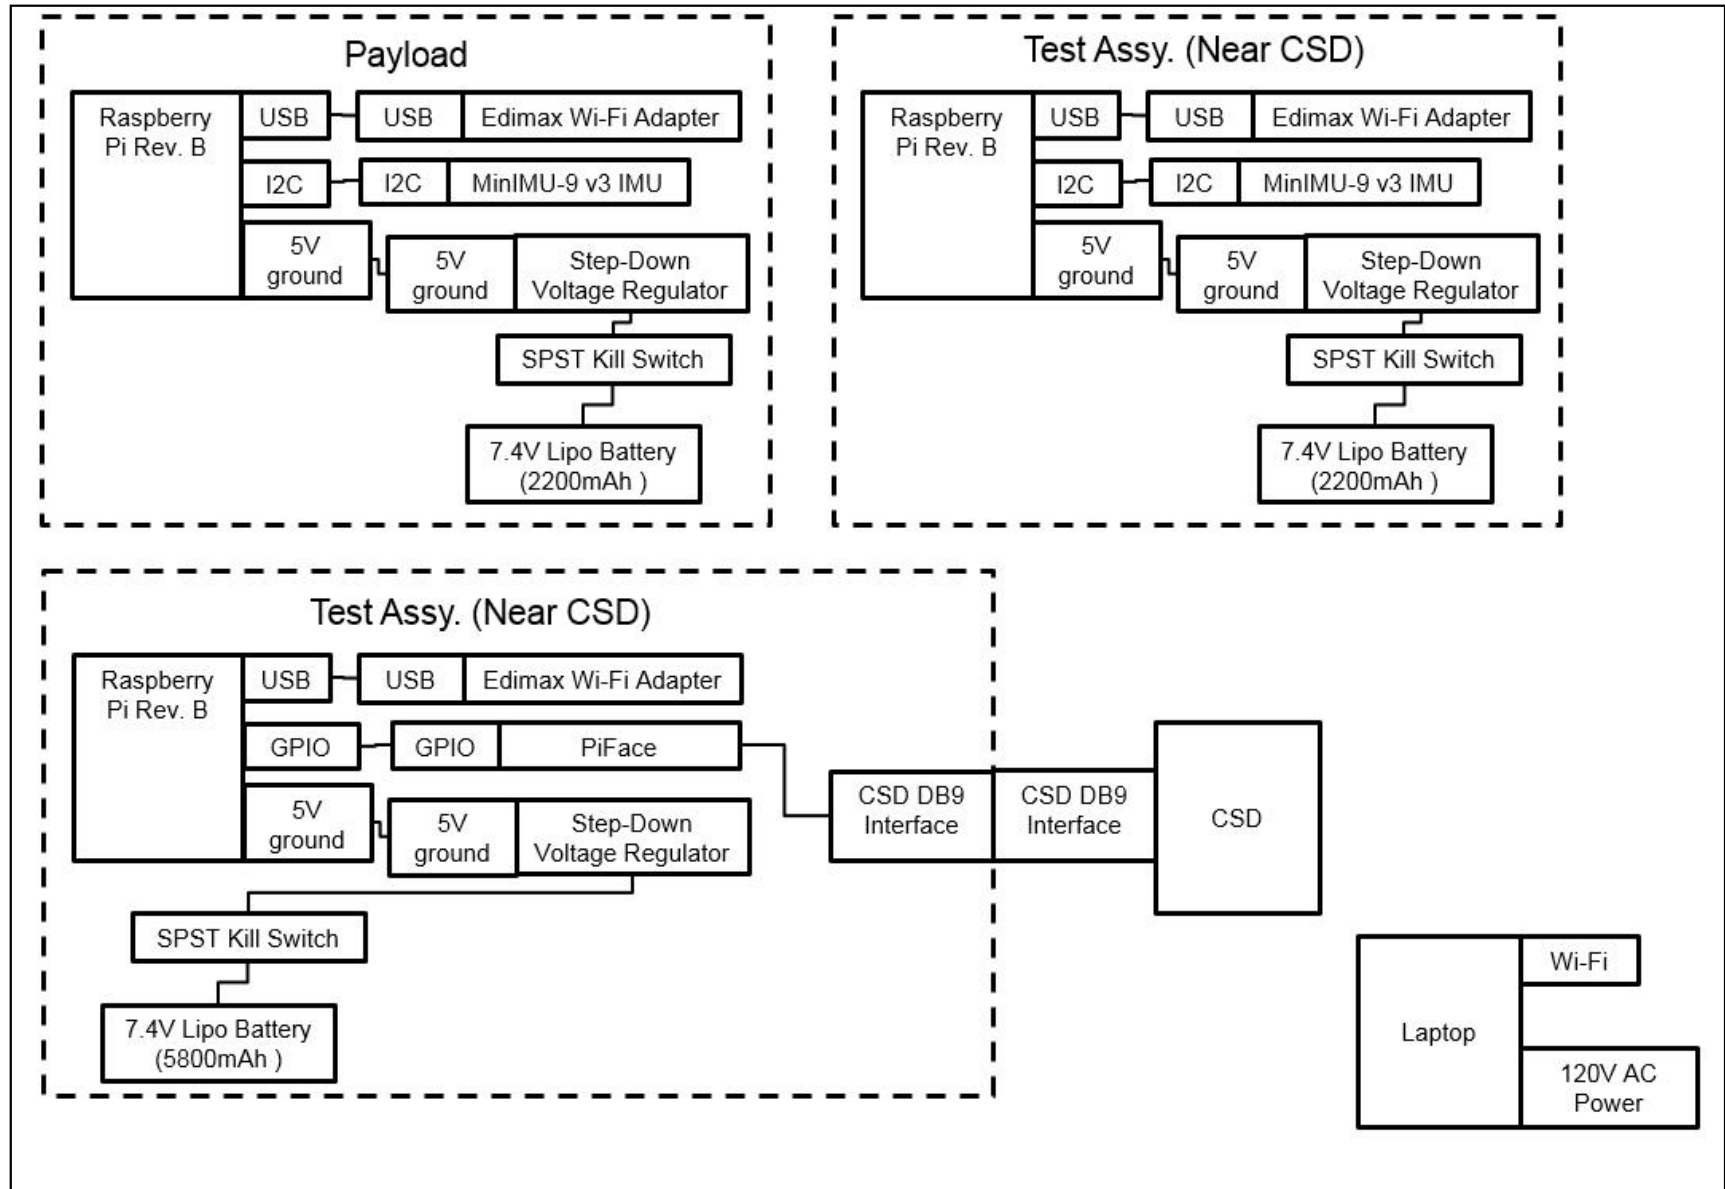 Payload
Raspberry
Pi Rev. B
USB
USB
Edimax Wi-Fi Adapter
I2C
I2C
MinIMU-9 v3 IMU
5V
ground
5V
ground
Step-Down
Voltage Regulator
SPST Kill Switch
7.4V Lipo Battery
(2200mAh )
Test Assy. (Near CSD)
Raspberry
Pi Rev. B
USB
USB
Edimax Wi-Fi Adapter
I2C
I2C
MinIMU-9 v3 IMU
5V
ground
5V
ground
Step-Down
Voltage Regulator
SPST Kill Switch
7.4V Lipo Battery
(2200mAh )
Test Assy. (Near CSD)
Raspberry
Pi Rev. B
USB
USB
Edimax Wi-Fi Adapter
GPIO
GPIO
PiFace
5V
ground
5V
ground
Step-Down
Voltage Regulator
SPST Kill Switch
7.4V Lipo Battery
(5800mAh )
CSD DB9
Interface
CSD DB9
Interface
CSD
Laptop
Wi-Fi
120V AC
Power